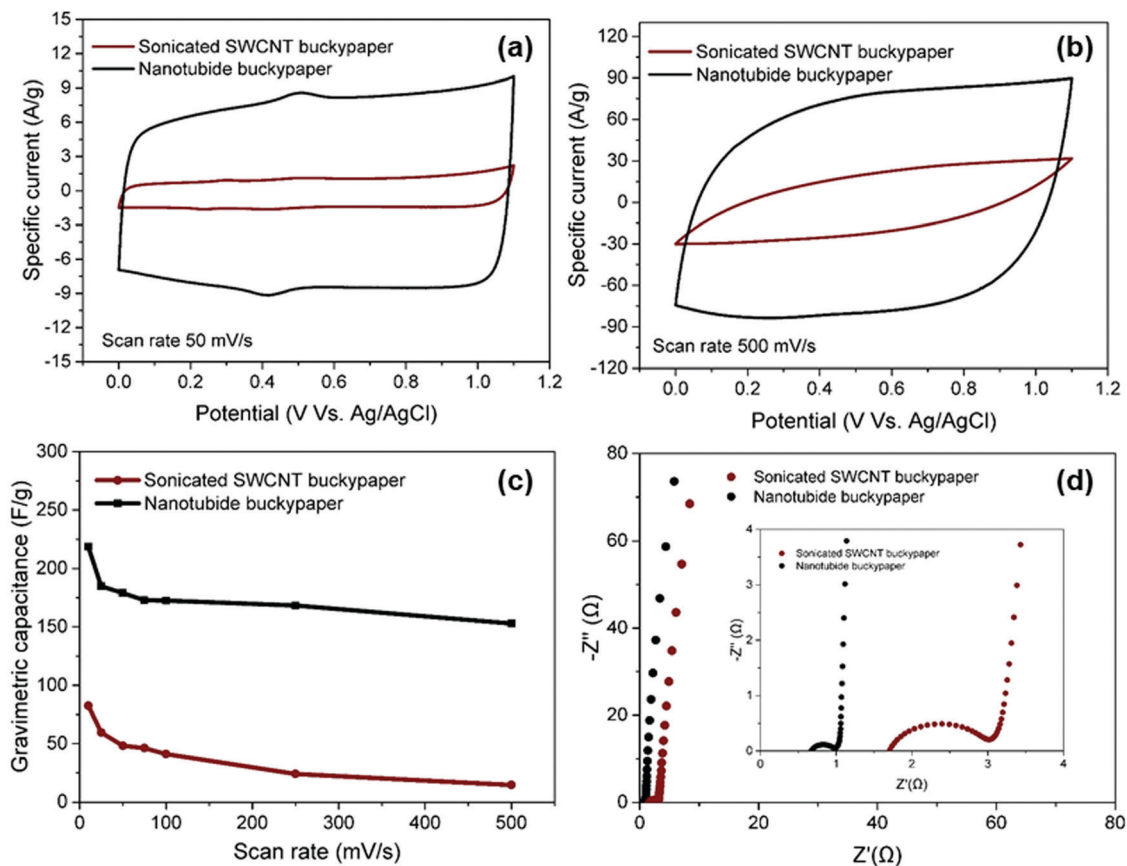 Sonicated SWCNT buckypaper
Nanotubide buckypaper
(a)
15
12
9
6
3
0
-3
-6
-9
-12
-15
Specific current (A/g)
Scan rate 50 mV/s
0.0 0.2 0.4 0.6 0.8 1.0 1.2
Potential (V Vs. Ag/AgCl)
Sonicated SWCNT buckypaper
Nanotubide buckypaper
(b)
120
90
60
30
0
-30
-60
-90
-120
Specific current (A/g)
Scan rate 500 mV/s
0.0 0.2 0.4 0.6 0.8 1.0 1.2
Potential (V Vs. Ag/AgCl)
Sonicated SWCNT buckypaper
Nanotubide buckypaper
(c)
300
250
200
150
100
50
0
Gravimetric capacitance (F/g)
0 100 200 300 400 500
Scan rate (mV/s)
Sonicated SWCNT buckypaper
Nanotubide buckypaper
(d)
80
60
40
20
0
-Z'' (Ω)
0 20 40 60 80
Z'(Ω)
Sonicated SWCNT buckypaper
Nanotubide buckypaper
4
3
2
1
0
-Z'' (Ω)
0 1 2 3 4
Z'(Ω)